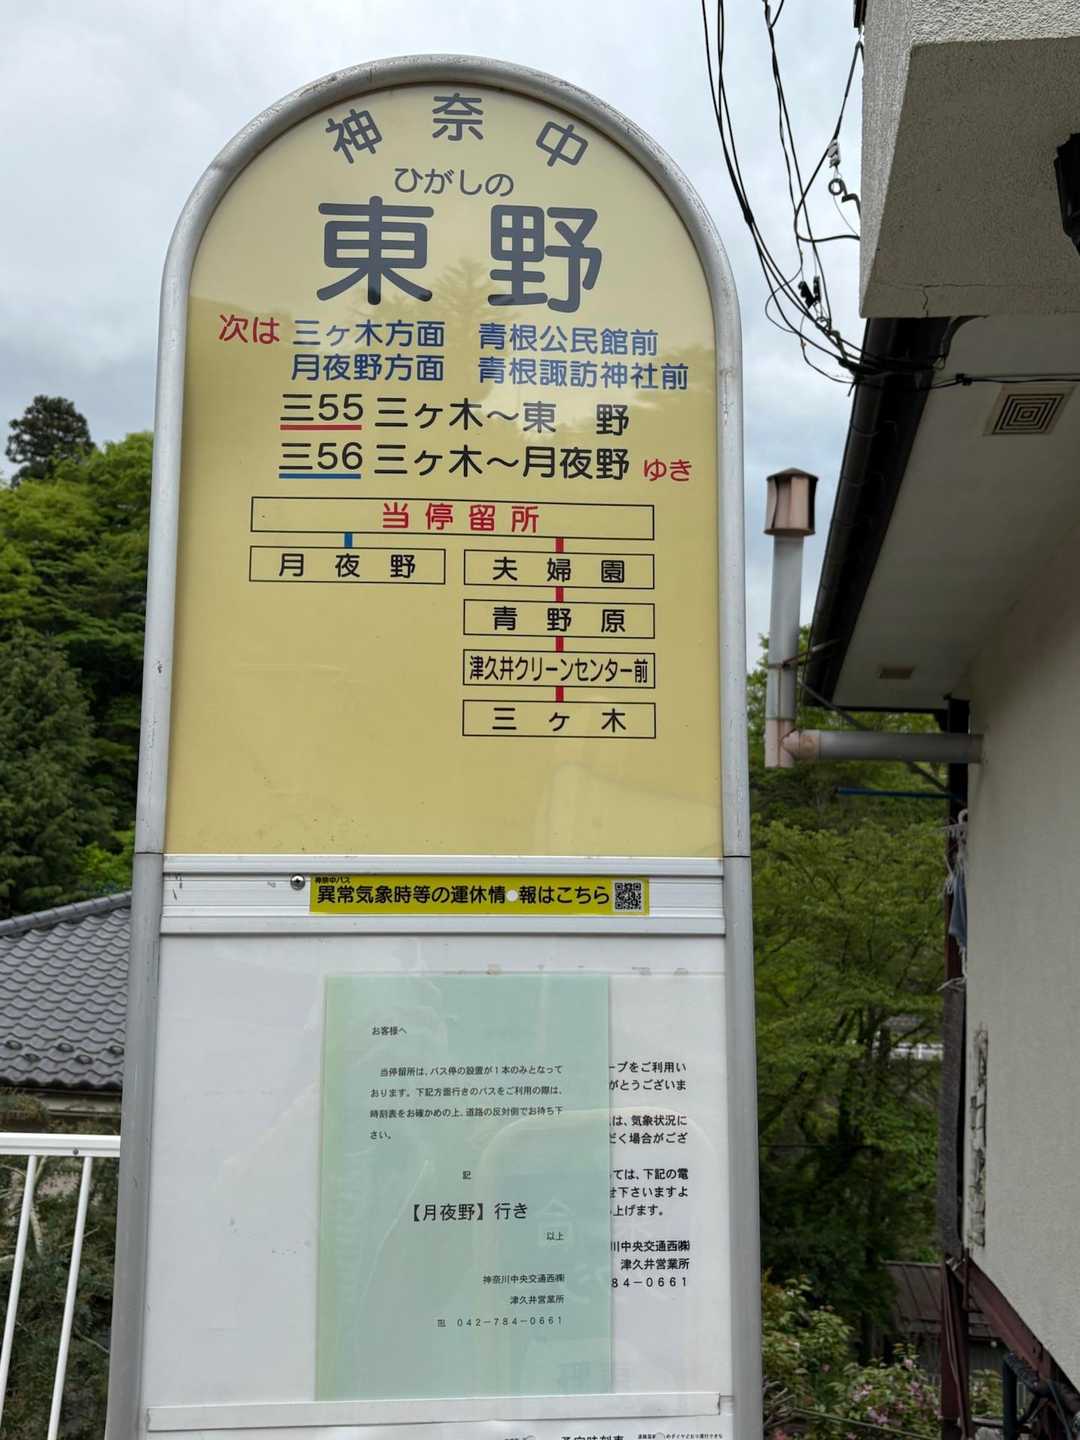 神奈中
ひがしの
東野
次は 三ヶ木方面 青根公民館前
月夜野方面 青根諏訪神社前
三55 三ヶ木～東 野
三56 三ヶ木～月夜野 ゆき
当停留所
月夜野
夫婦園
青野原
津久井クリーンセンター前
三ヶ木
神奈中バス
異常気象時等の運休情報はこちら
お客様へ
当停留所は、バス停の設置が１本のみとなって
おります。下記方面行きのバスをご利用の際は、
時刻表をお確かめの上、道路の反対側でお待ち下
さい。
記
【月夜野】行き
以上
神奈川中央交通西㈱
津久井営業所
℡ ０４２－７８４－０６６１
ープをご利用い
がとうございま
は、気象状況に
だく場合がござ
ては、下記の電
せ下さいますよ
上げます。
川中央交通西㈱
津久井営業所
８４－０６６１